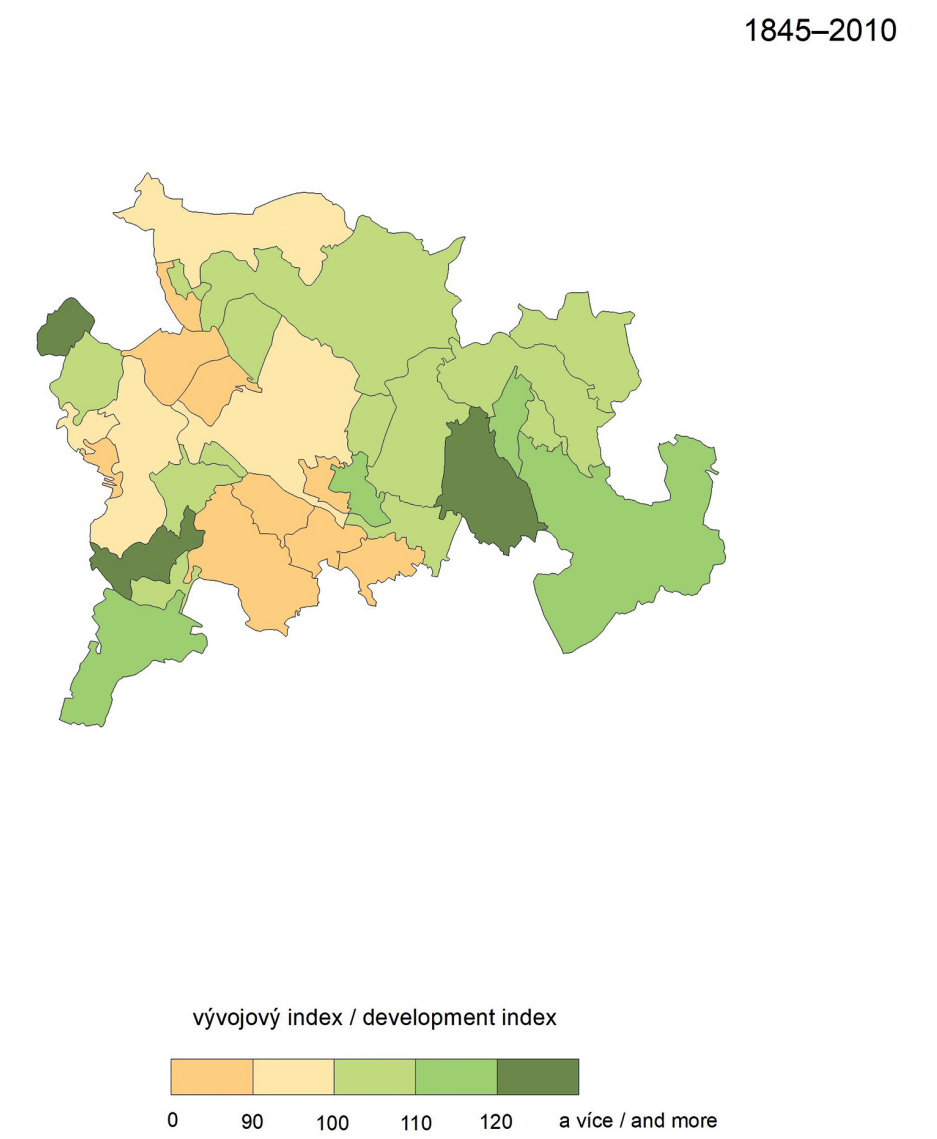 1845–2010
vývojový index / development index
0 90 100 110 120 a více / and more